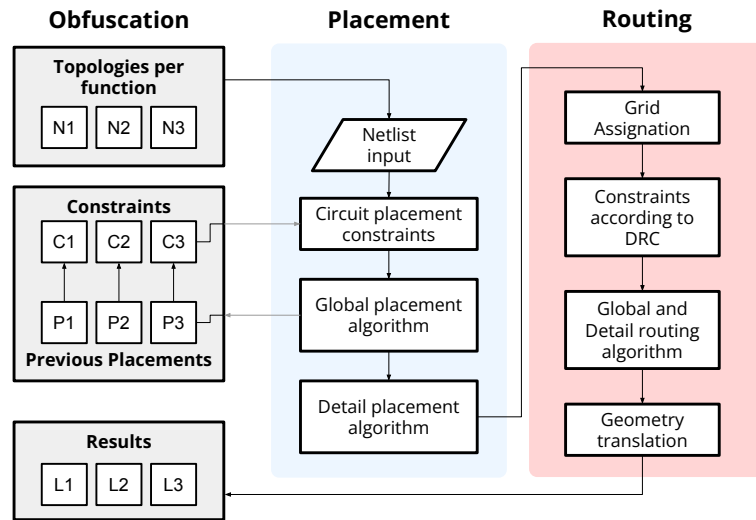 Obfuscation
Placement
Routing
Topologies per
function
N1 N2 N3
Constraints
C1 C2 C3
P1 P2 P3
Previous Placements
Results
L1 L2 L3
Netlist
input
Circuit placement
constraints
Global placement
algorithm
Detail placement
algorithm
Grid
Assignation
Constraints
according to
DRC
Global and
Detail routing
algorithm
Geometry
translation